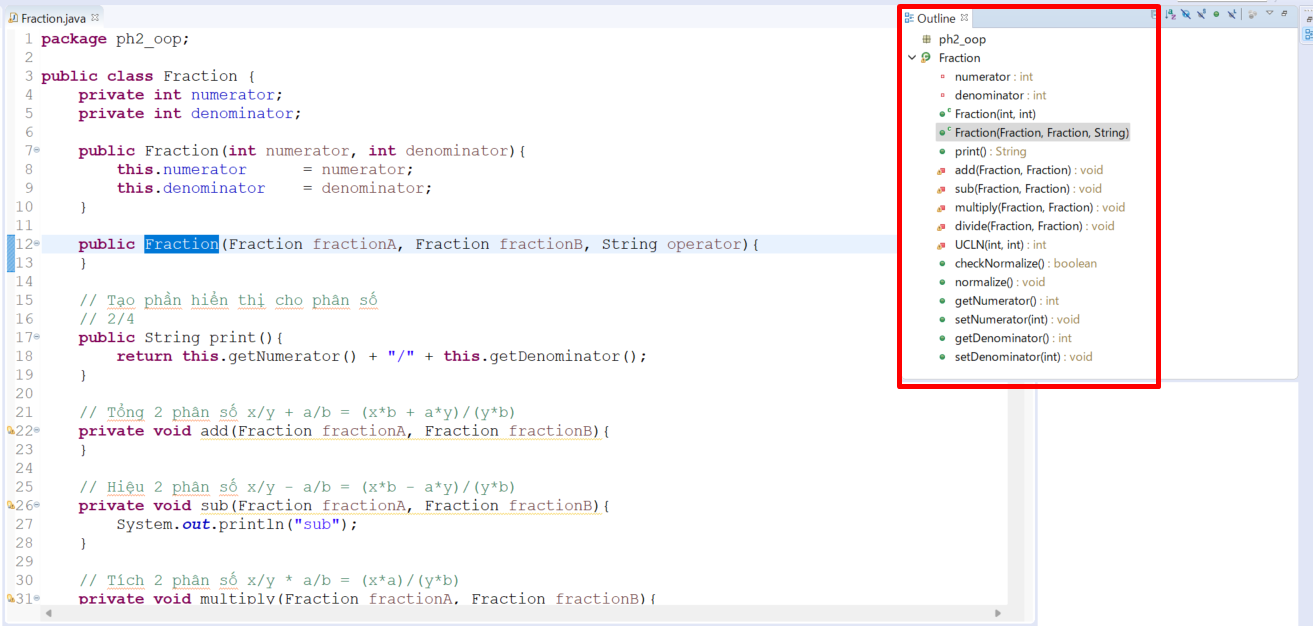 Fraction.java
Outline
1 package ph2_oop;
2
3 public class Fraction {
4     private int numerator;
5     private int denominator;
6
7     public Fraction(int numerator, int denominator){
8         this.numerator      = numerator;
9         this.denominator    = denominator;
10     }
11
12     public Fraction(Fraction fractionA, Fraction fractionB, String operator){
13     }
14
15     // Tạo phần hiển thị cho phân số
16     // 2/4
17     public String print(){
18         return this.getNumerator() + "/" + this.getDenominator();
19     }
20
21     // Tổng 2 phân số x/y + a/b = (x*b + a*y)/(y*b)
22     private void add(Fraction fractionA, Fraction fractionB){
23     }
24
25     // Hiệu 2 phân số x/y - a/b = (x*b - a*y)/(y*b)
26     private void sub(Fraction fractionA, Fraction fractionB){
27         System.out.println("sub");
28     }
29
30     // Tích 2 phân số x/y * a/b = (x*a)/(y*b)
31     private void multiply(Fraction fractionA, Fraction fractionB){
ph2_oop
Fraction
numerator : int
denominator : int
Fraction(int, int)
Fraction(Fraction, Fraction, String)
print() : String
add(Fraction, Fraction) : void
sub(Fraction, Fraction) : void
multiply(Fraction, Fraction) : void
divide(Fraction, Fraction) : void
UCLN(int, int) : int
checkNormalize() : boolean
normalize() : void
getNumerator() : int
setNumerator(int) : void
getDenominator() : int
setDenominator(int) : void